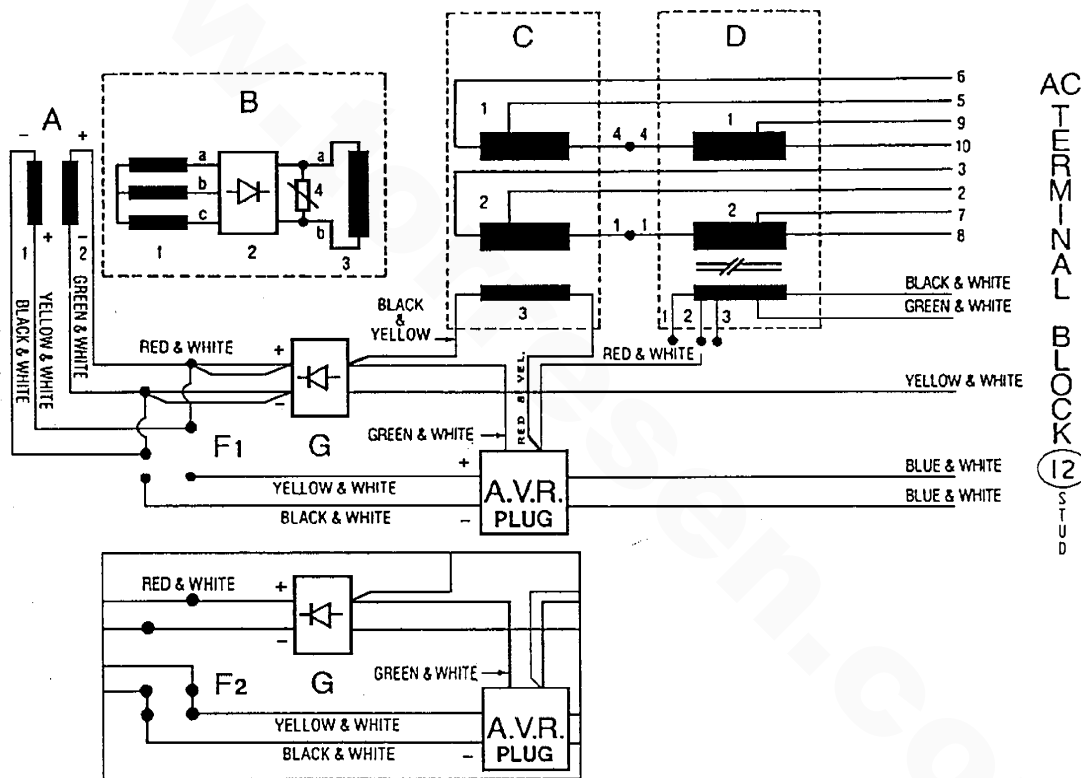 C
D
6
5
9
10
3
2
7
8
1
1
4 4
2
2
1 1
3
1
2
3
AC TERMINAL BLOCK
12
STUD
A
- +
+ -
1
2
B
a
b
c
a
b
4
1
2
3
BLACK & WHITE
YELLOW & WHITE
GREEN & WHITE
BLACK
&
YELLOW
BLACK & WHITE
GREEN & WHITE
RED & WHITE
+
-
RED & WHITE
YELLOW & WHITE
GREEN & WHITE
F1
G
+
A.V.R.
PLUG
-
YELLOW & WHITE
BLACK & WHITE
BLUE & WHITE
BLUE & WHITE
RED & WHITE
+
-
GREEN & WHITE
F2
G
A.V.R.
PLUG
-
YELLOW & WHITE
BLACK & WHITE